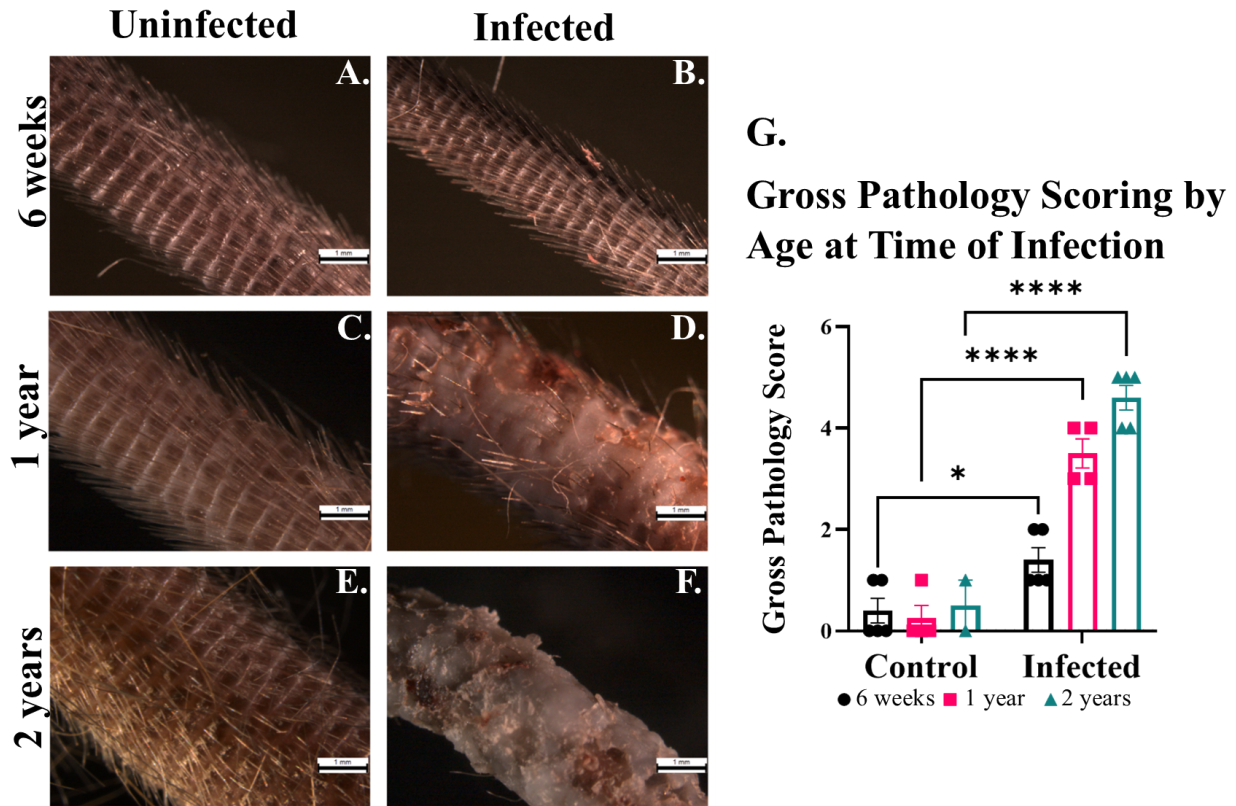 Uninfected
Infected
6 weeks
A.
B.
1 mm
1 mm
1 year
C.
D.
1 mm
1 mm
2 years
E.
F.
1 mm
1 mm
G.
Gross Pathology Scoring by
Age at Time of Infection
Gross Pathology Score
6
4
2
0
****
****
*
Control
Infected
6 weeks
1 year
2 years